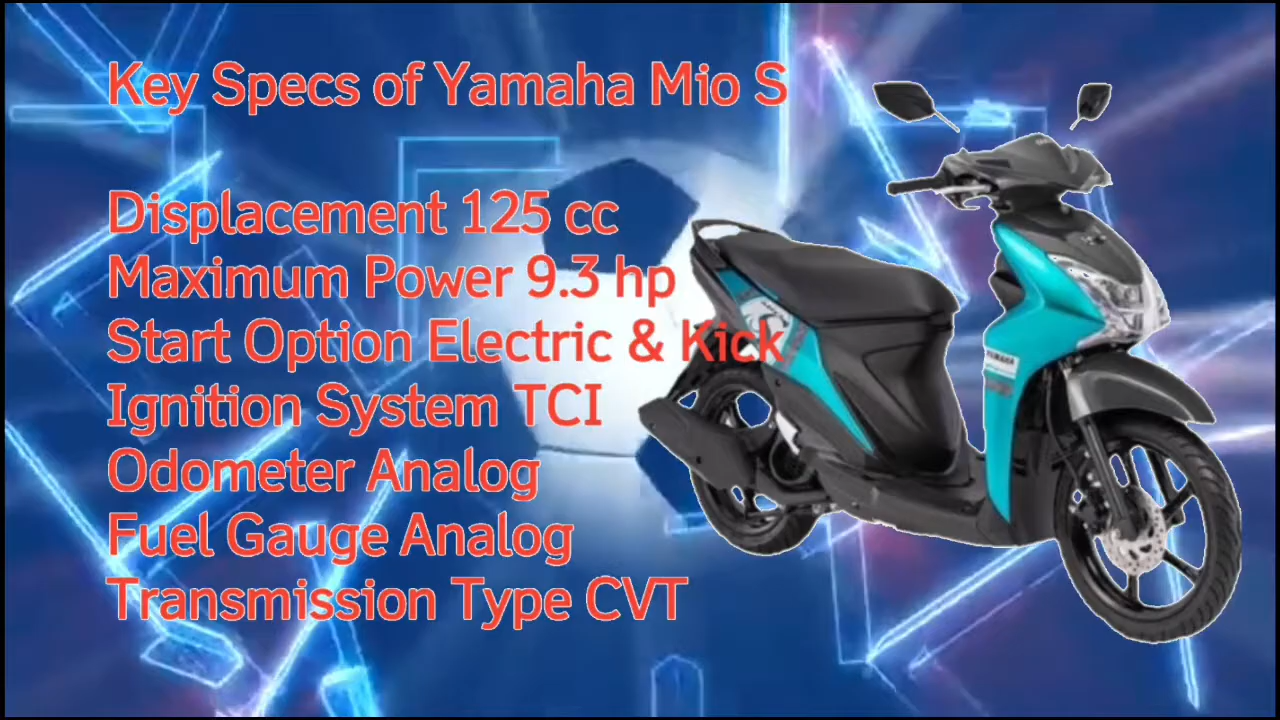 Key Specs of Yamaha Mio S
Displacement 125 cc
Maximum Power 9.3 hp
Start Option Electric & Kick
Ignition System TCI
Odometer Analog
Fuel Gauge Analog
Transmission Type CVT
YAMAHA